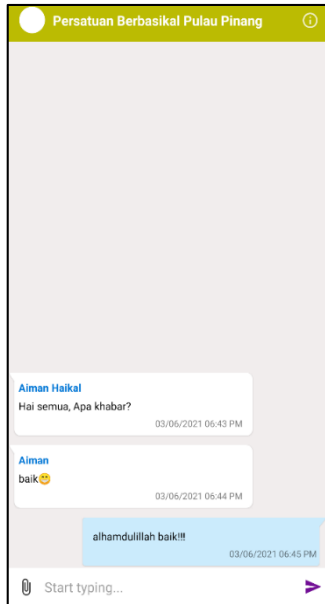 Persatuan Berbasikal Pulau Pinang
Aiman Haikal
Hai semua, Apa khabar?
03/06/2021 06:43 PM
Aiman
baik😁
03/06/2021 06:44 PM
alhamdulillah baik!!!
03/06/2021 06:45 PM
Start typing...